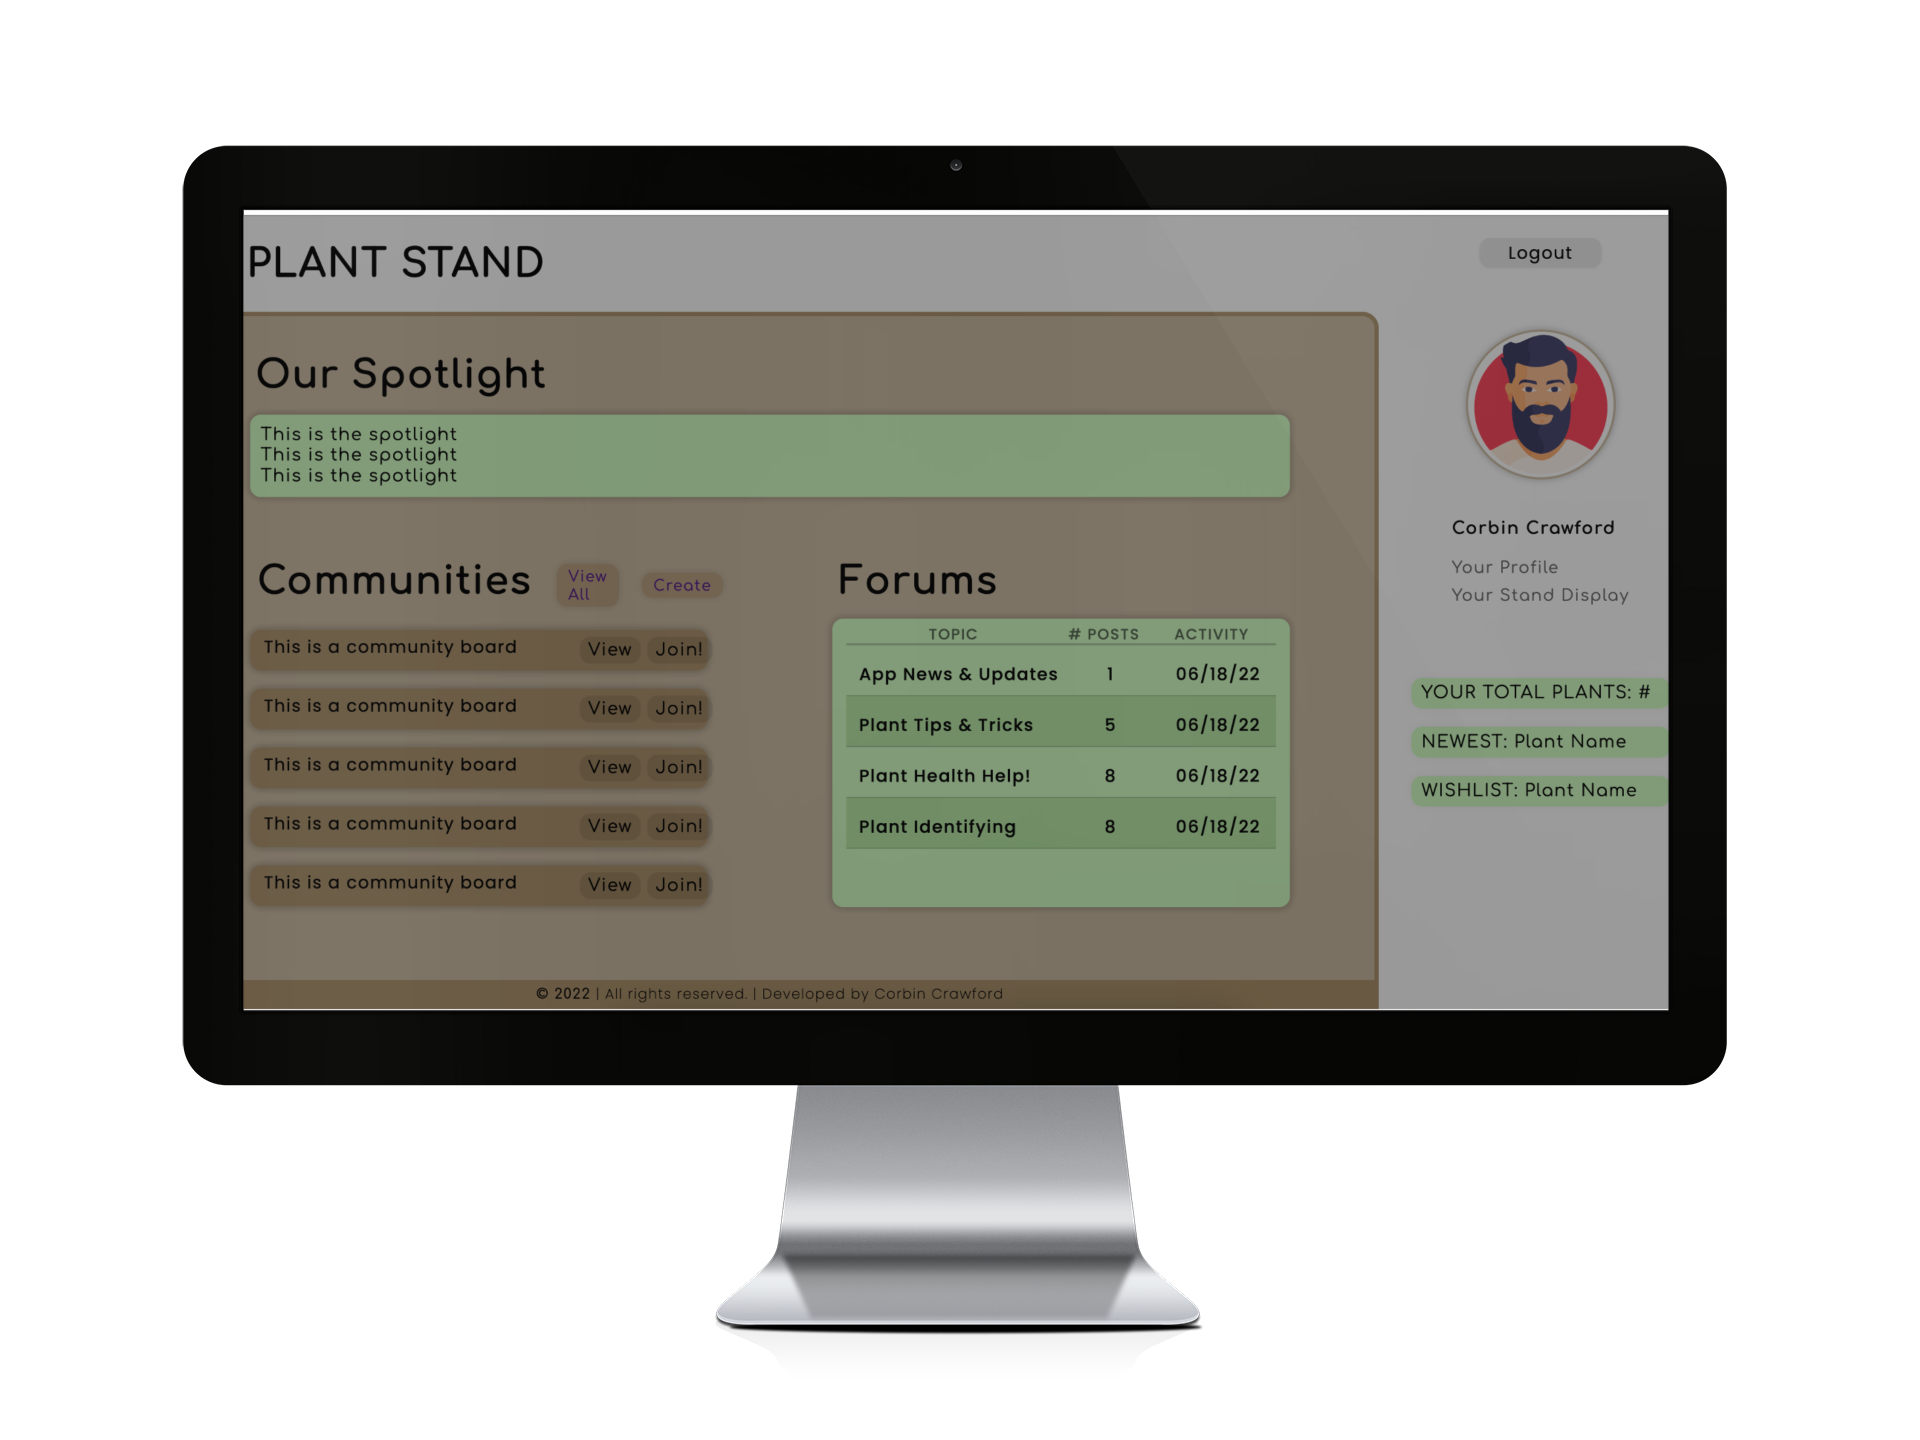 PLANT STAND
Logout
Our Spotlight
This is the spotlight
This is the spotlight
This is the spotlight
Communities
View
All
Create
This is a community board View Join!
This is a community board View Join!
This is a community board View Join!
This is a community board View Join!
This is a community board View Join!
Forums
TOPIC # POSTS ACTIVITY
App News & Updates 1 06/18/22
Plant Tips & Tricks 5 06/18/22
Plant Health Help! 8 06/18/22
Plant Identifying 8 06/18/22
Corbin Crawford
Your Profile
Your Stand Display
YOUR TOTAL PLANTS: #
NEWEST: Plant Name
WISHLIST: Plant Name
© 2022 | All rights reserved. | Developed by Corbin Crawford